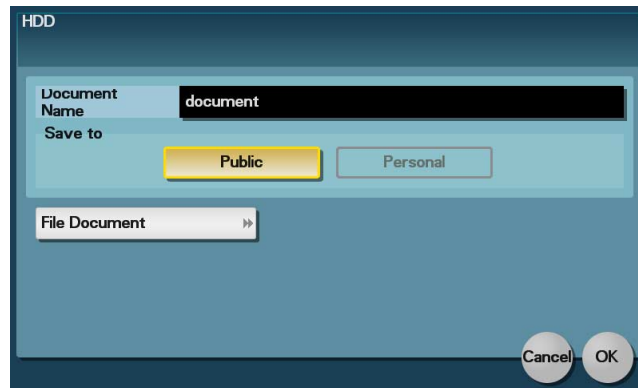 HDD
Document
Name
document
Save to
Public
Personal
File Document
Cancel
OK